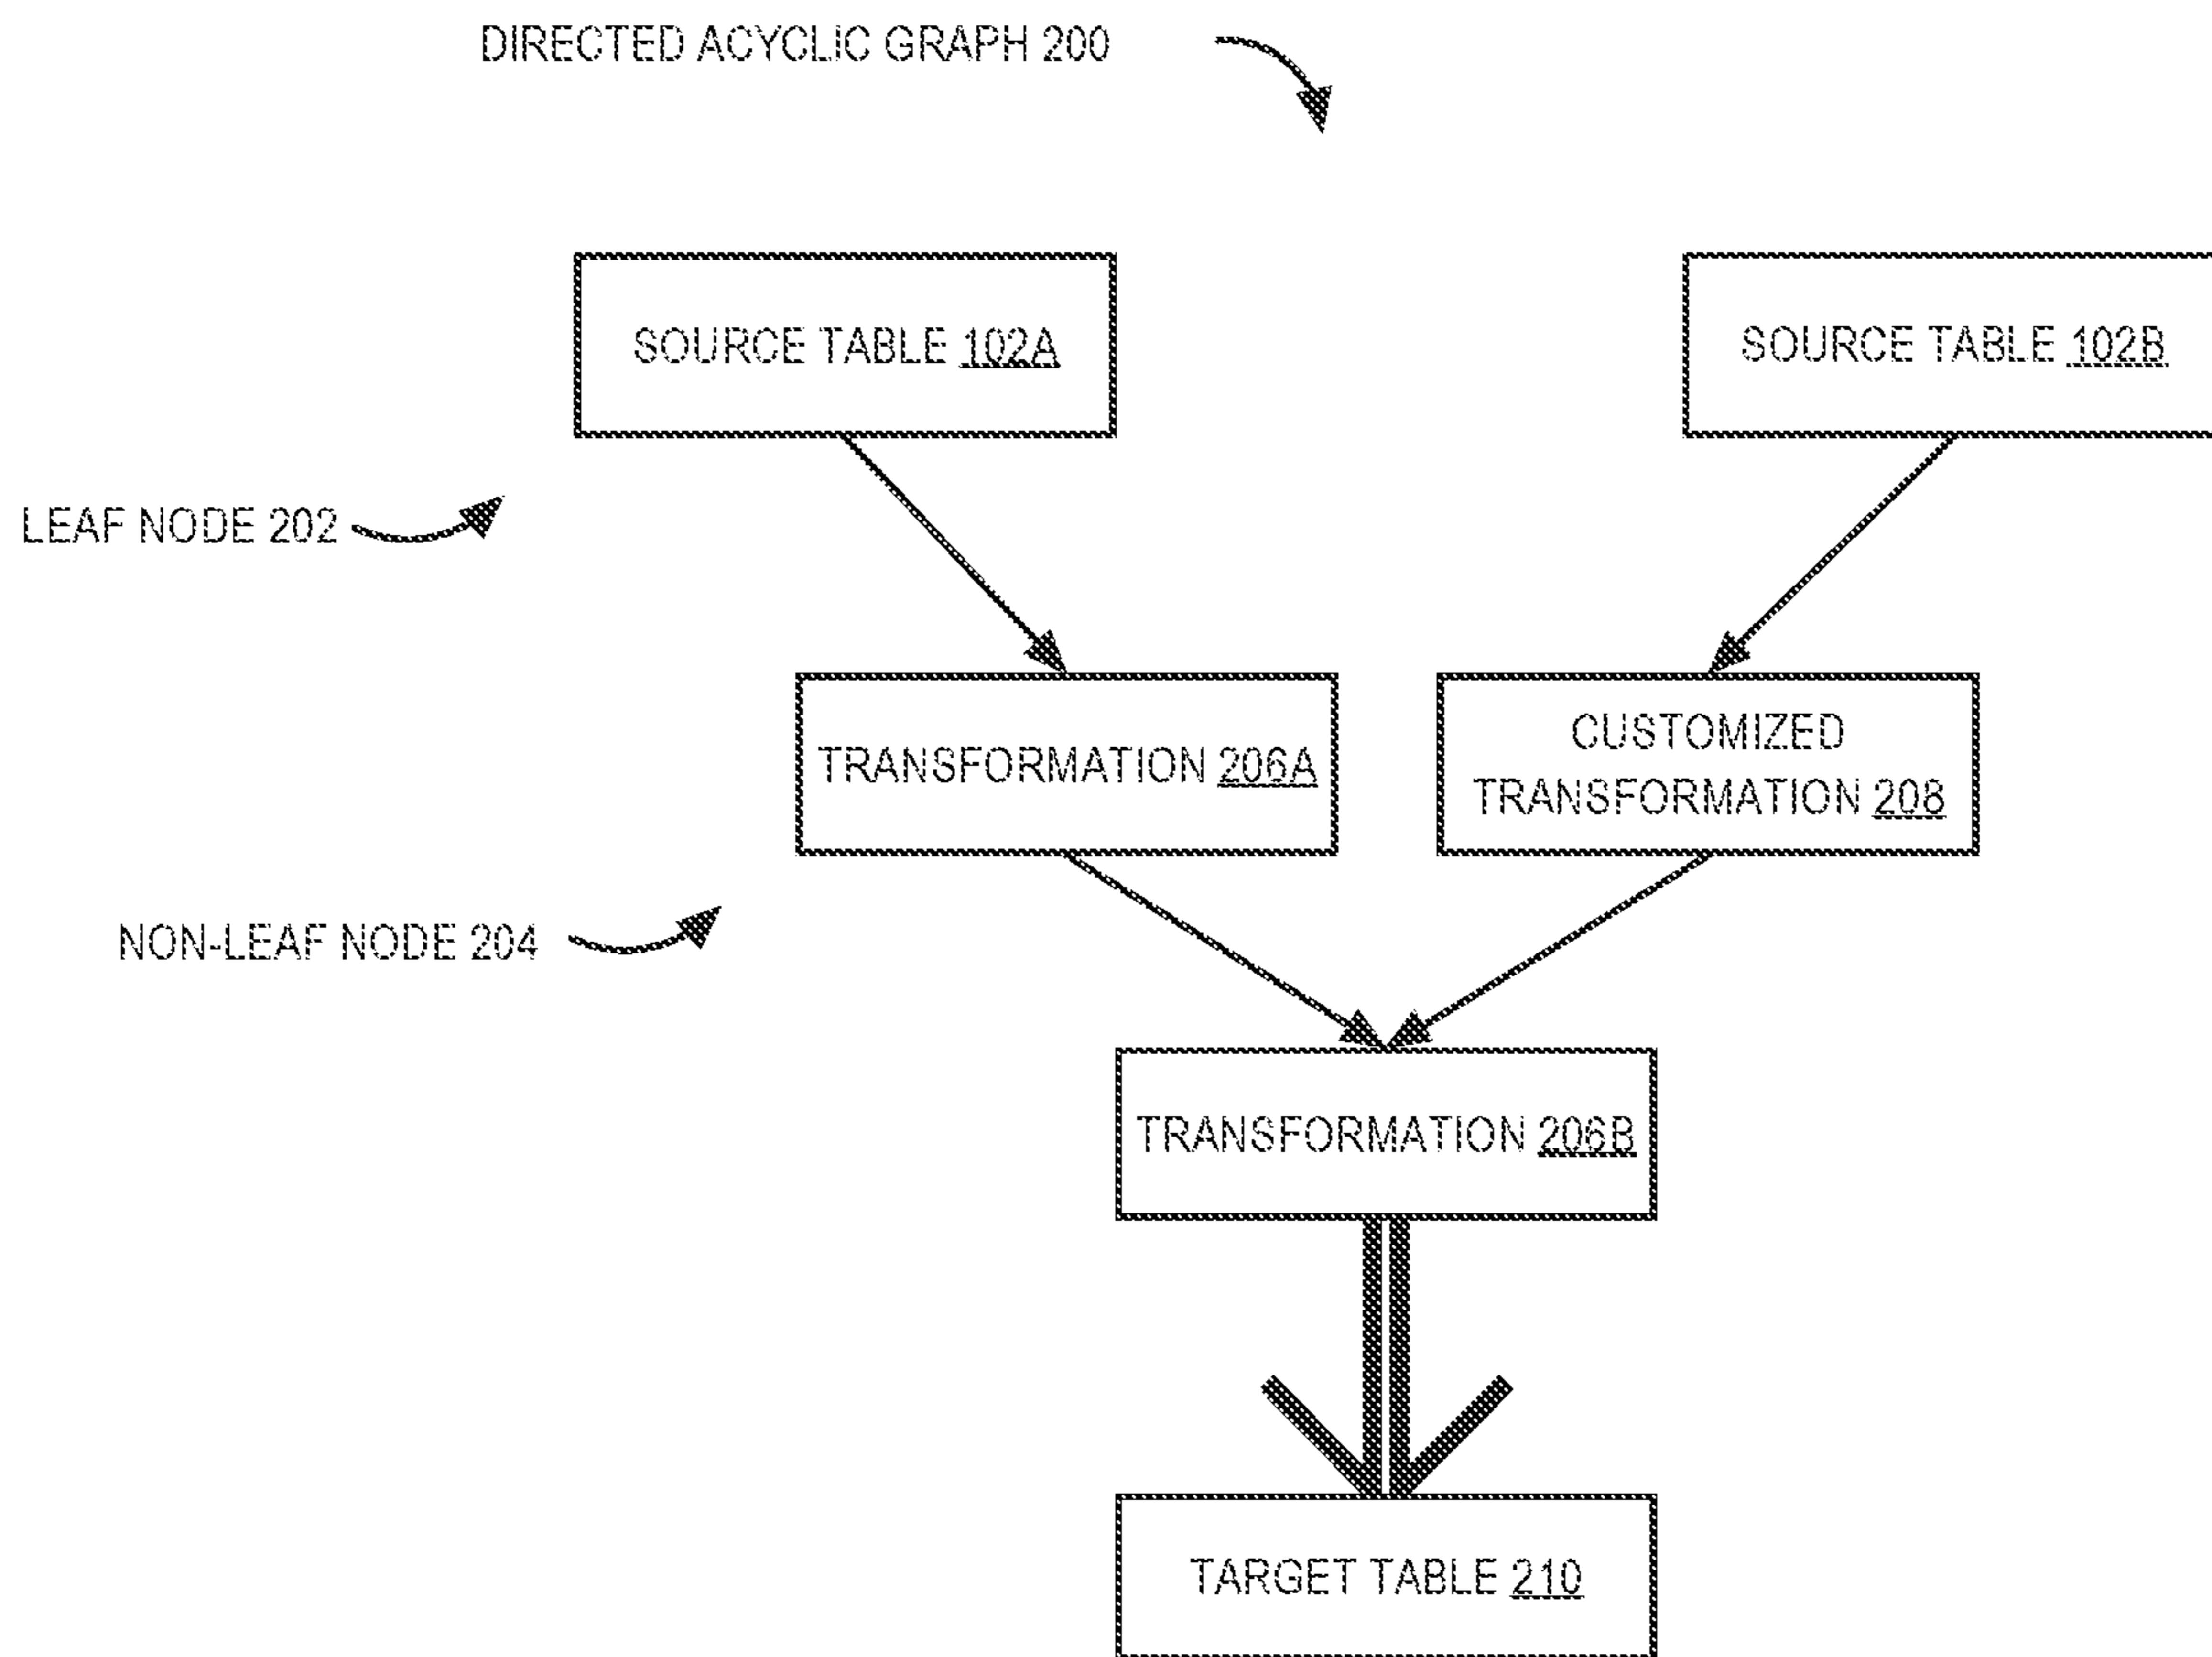 DIRECTED ACYCLIC GRAPH 200
SOURCE TABLE 102A
SOURCE TABLE 102B
LEAF NODE 202
TRANSFORMATION 206A
CUSTOMIZED
TRANSFORMATION 208
NON-LEAF NODE 204
TRANSFORMATION 206B
TARGET TABLE 210